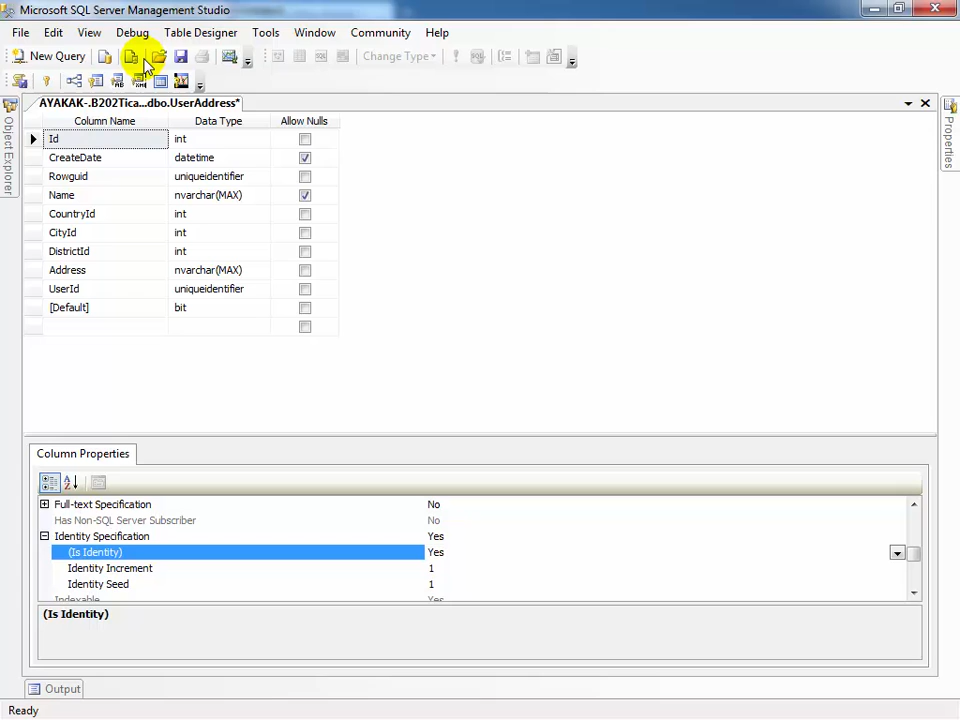 Microsoft SQL Server Management Studio
File Edit View Debug Table Designer Tools Window Community Help
New Query Change Type
AYAKAK-.B202Tica...dbo.UserAddress*
Object Explorer
Properties
Column Name Data Type Allow Nulls
Id int
CreateDate datetime
Rowguid uniqueidentifier
Name nvarchar(MAX)
CountryId int
CityId int
DistrictId int
Address nvarchar(MAX)
UserId uniqueidentifier
[Default] bit
Column Properties
Full-text Specification No
Has Non-SQL Server Subscriber No
Identity Specification Yes
(Is Identity) Yes
Identity Increment 1
Identity Seed 1
Indexable Yes
(Is Identity)
Output
Ready